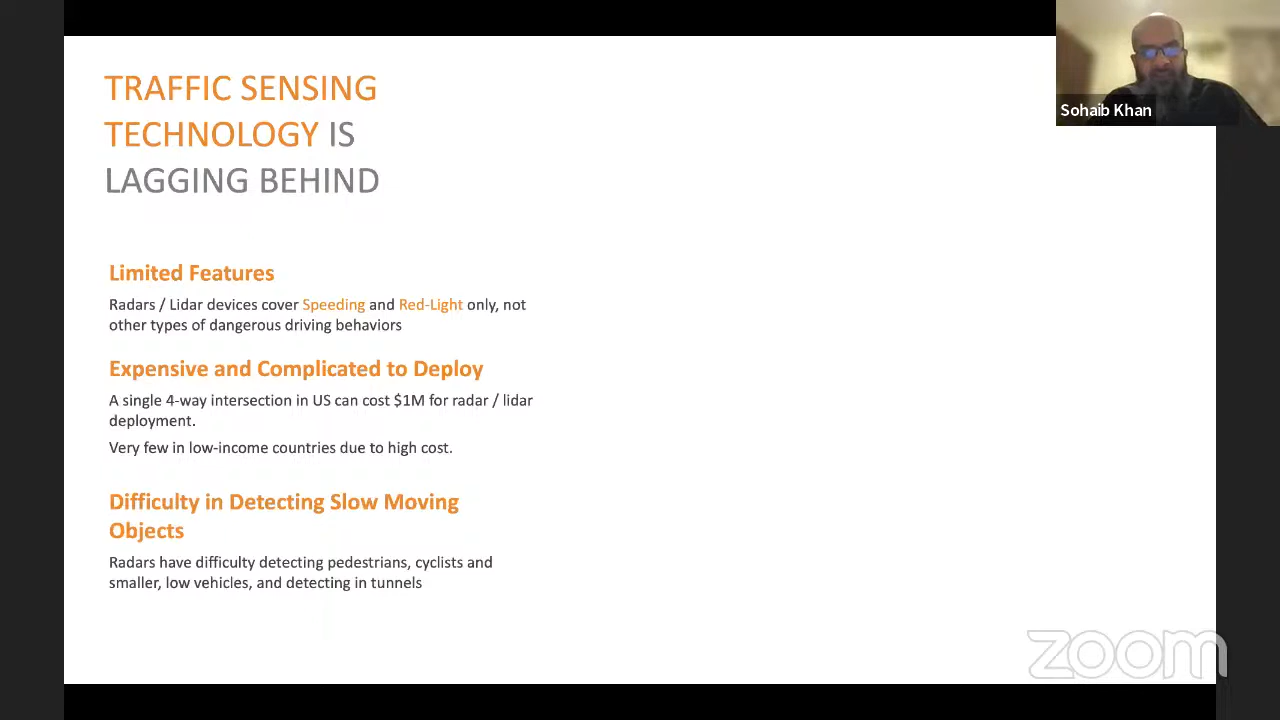 TRAFFIC SENSING
TECHNOLOGY IS
LAGGING BEHIND
Sohaib Khan
Limited Features
Radars / Lidar devices cover Speeding and Red-Light only, not
other types of dangerous driving behaviors
Expensive and Complicated to Deploy
A single 4-way intersection in US can cost $1M for radar / lidar
deployment.
Very few in low-income countries due to high cost.
Difficulty in Detecting Slow Moving
Objects
Radars have difficulty detecting pedestrians, cyclists and
smaller, low vehicles, and detecting in tunnels
zoom